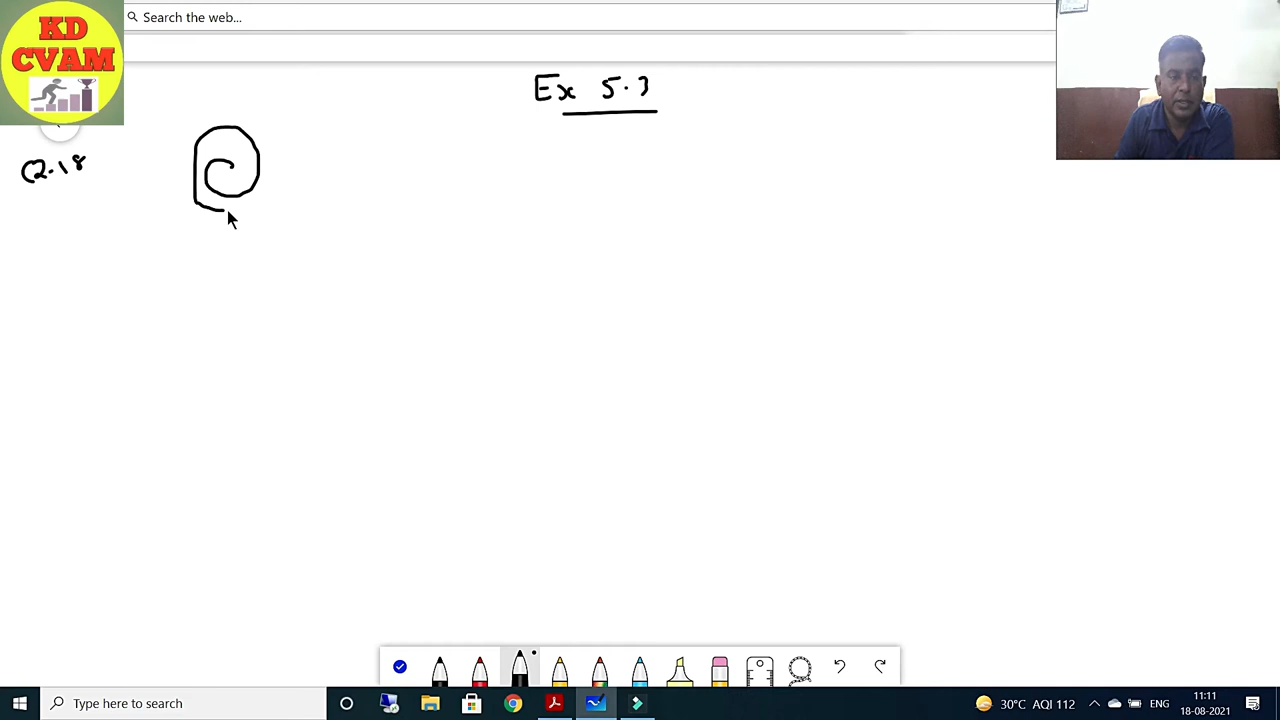 KD
CVAM
Search the web...
Ex 5.3
Q.18
Type here to search
30°C AQI 112
ENG
11:11
18-08-2021